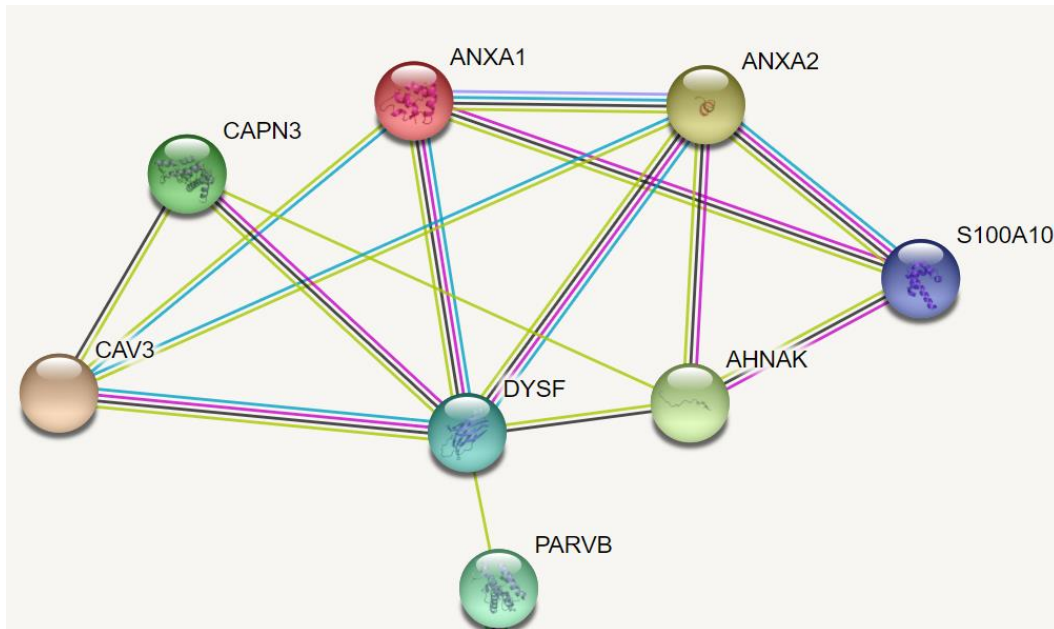 ANXA1
ANXA2
CAPN3
S100A10
CAV3
AHNAK
DYSF
PARVB